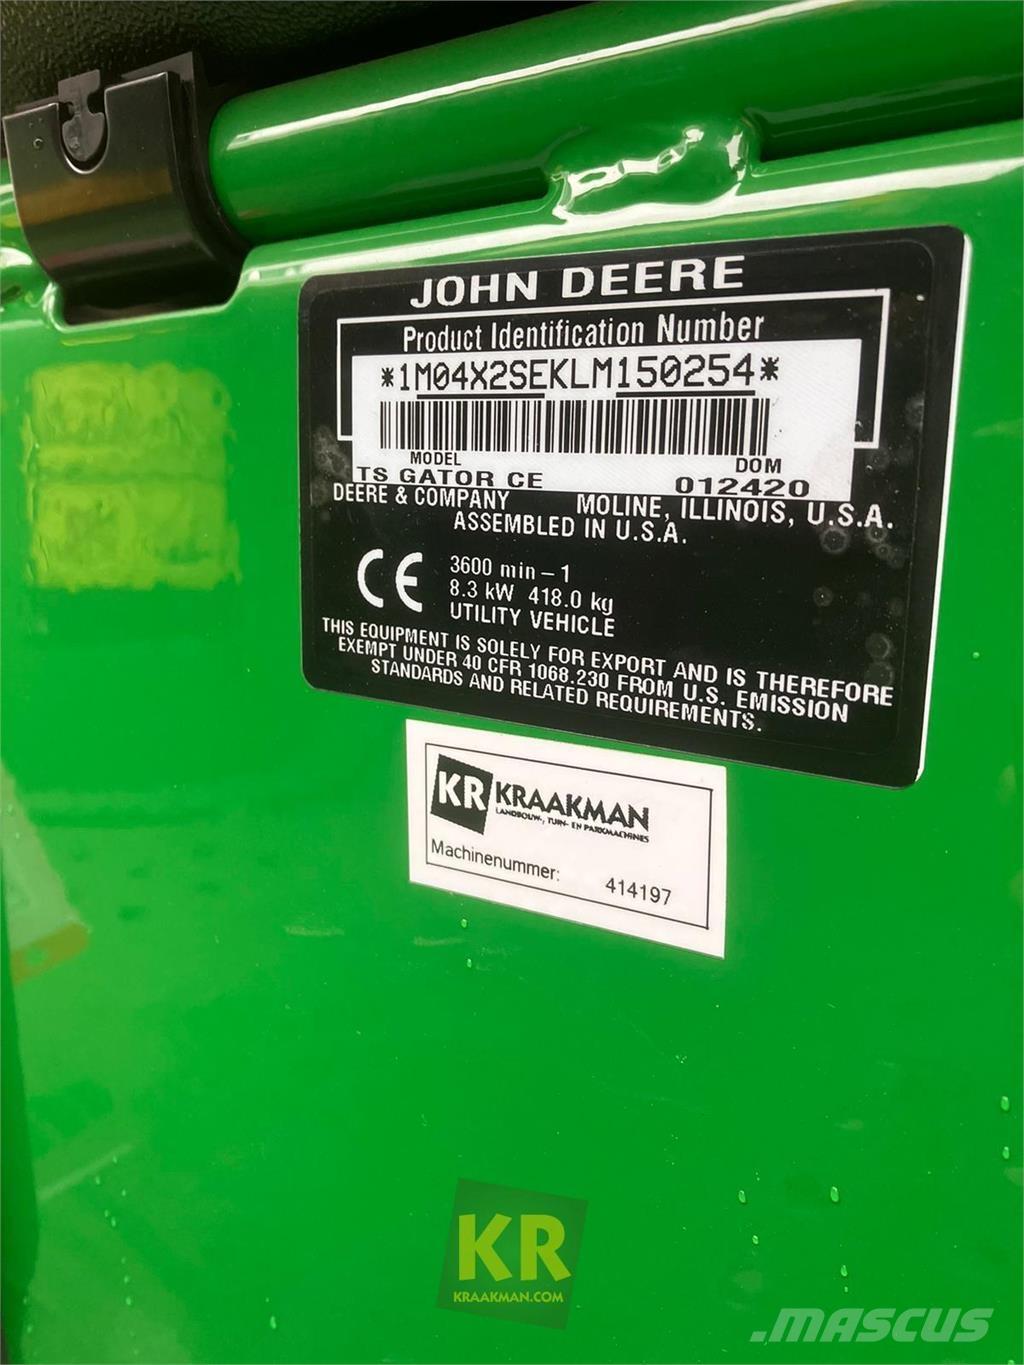 JOHN DEERE
Product Identification Number
*1M04X2SEKLM150254*
MODEL DOM
TS GATOR CE 012420
DEERE & COMPANY MOLINE, ILLINOIS, U.S.A.
ASSEMBLED IN U.S.A.
CE 3600 min-1
8.3 kW 418.0 kg
UTILITY VEHICLE
THIS EQUIPMENT IS SOLELY FOR EXPORT AND IS THEREFORE
EXEMPT UNDER 40 CFR 1068.230 FROM U.S. EMISSION
STANDARDS AND RELATED REQUIREMENTS.
KR KRAAKMAN
LANDBOUW-, TUIN- EN PARKMACHINES
Machinenummer: 414197
KR
KRAAKMAN.COM
.MASCUS